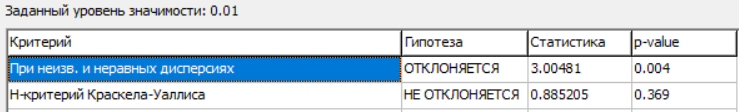 Заданный уровень значимости: 0.01
Критерий Гипотеза Статистика p-value
При неизв. и неравных дисперсиях ОТКЛОНЯЕТСЯ 3.00481 0.004
H-критерий Краскела-Уаллиса НЕ ОТКЛОНЯЕТСЯ 0.885205 0.369